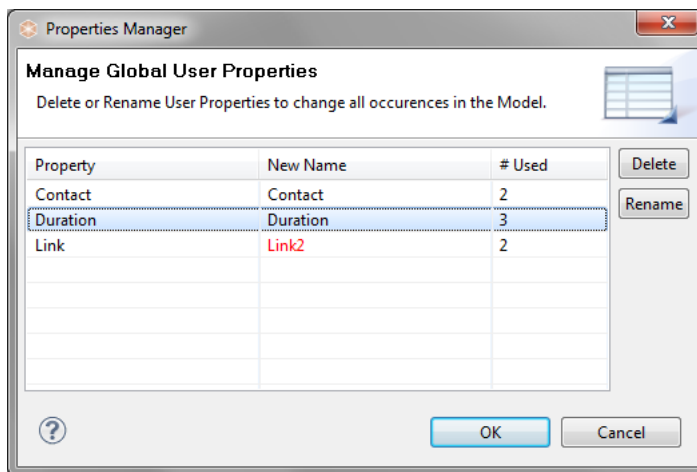 Properties Manager
Manage Global User Properties
Delete or Rename User Properties to change all occurences in the Model.
Property New Name # Used
Contact Contact 2
Duration Duration 3
Link Link2 2
Delete
Rename
?
OK Cancel